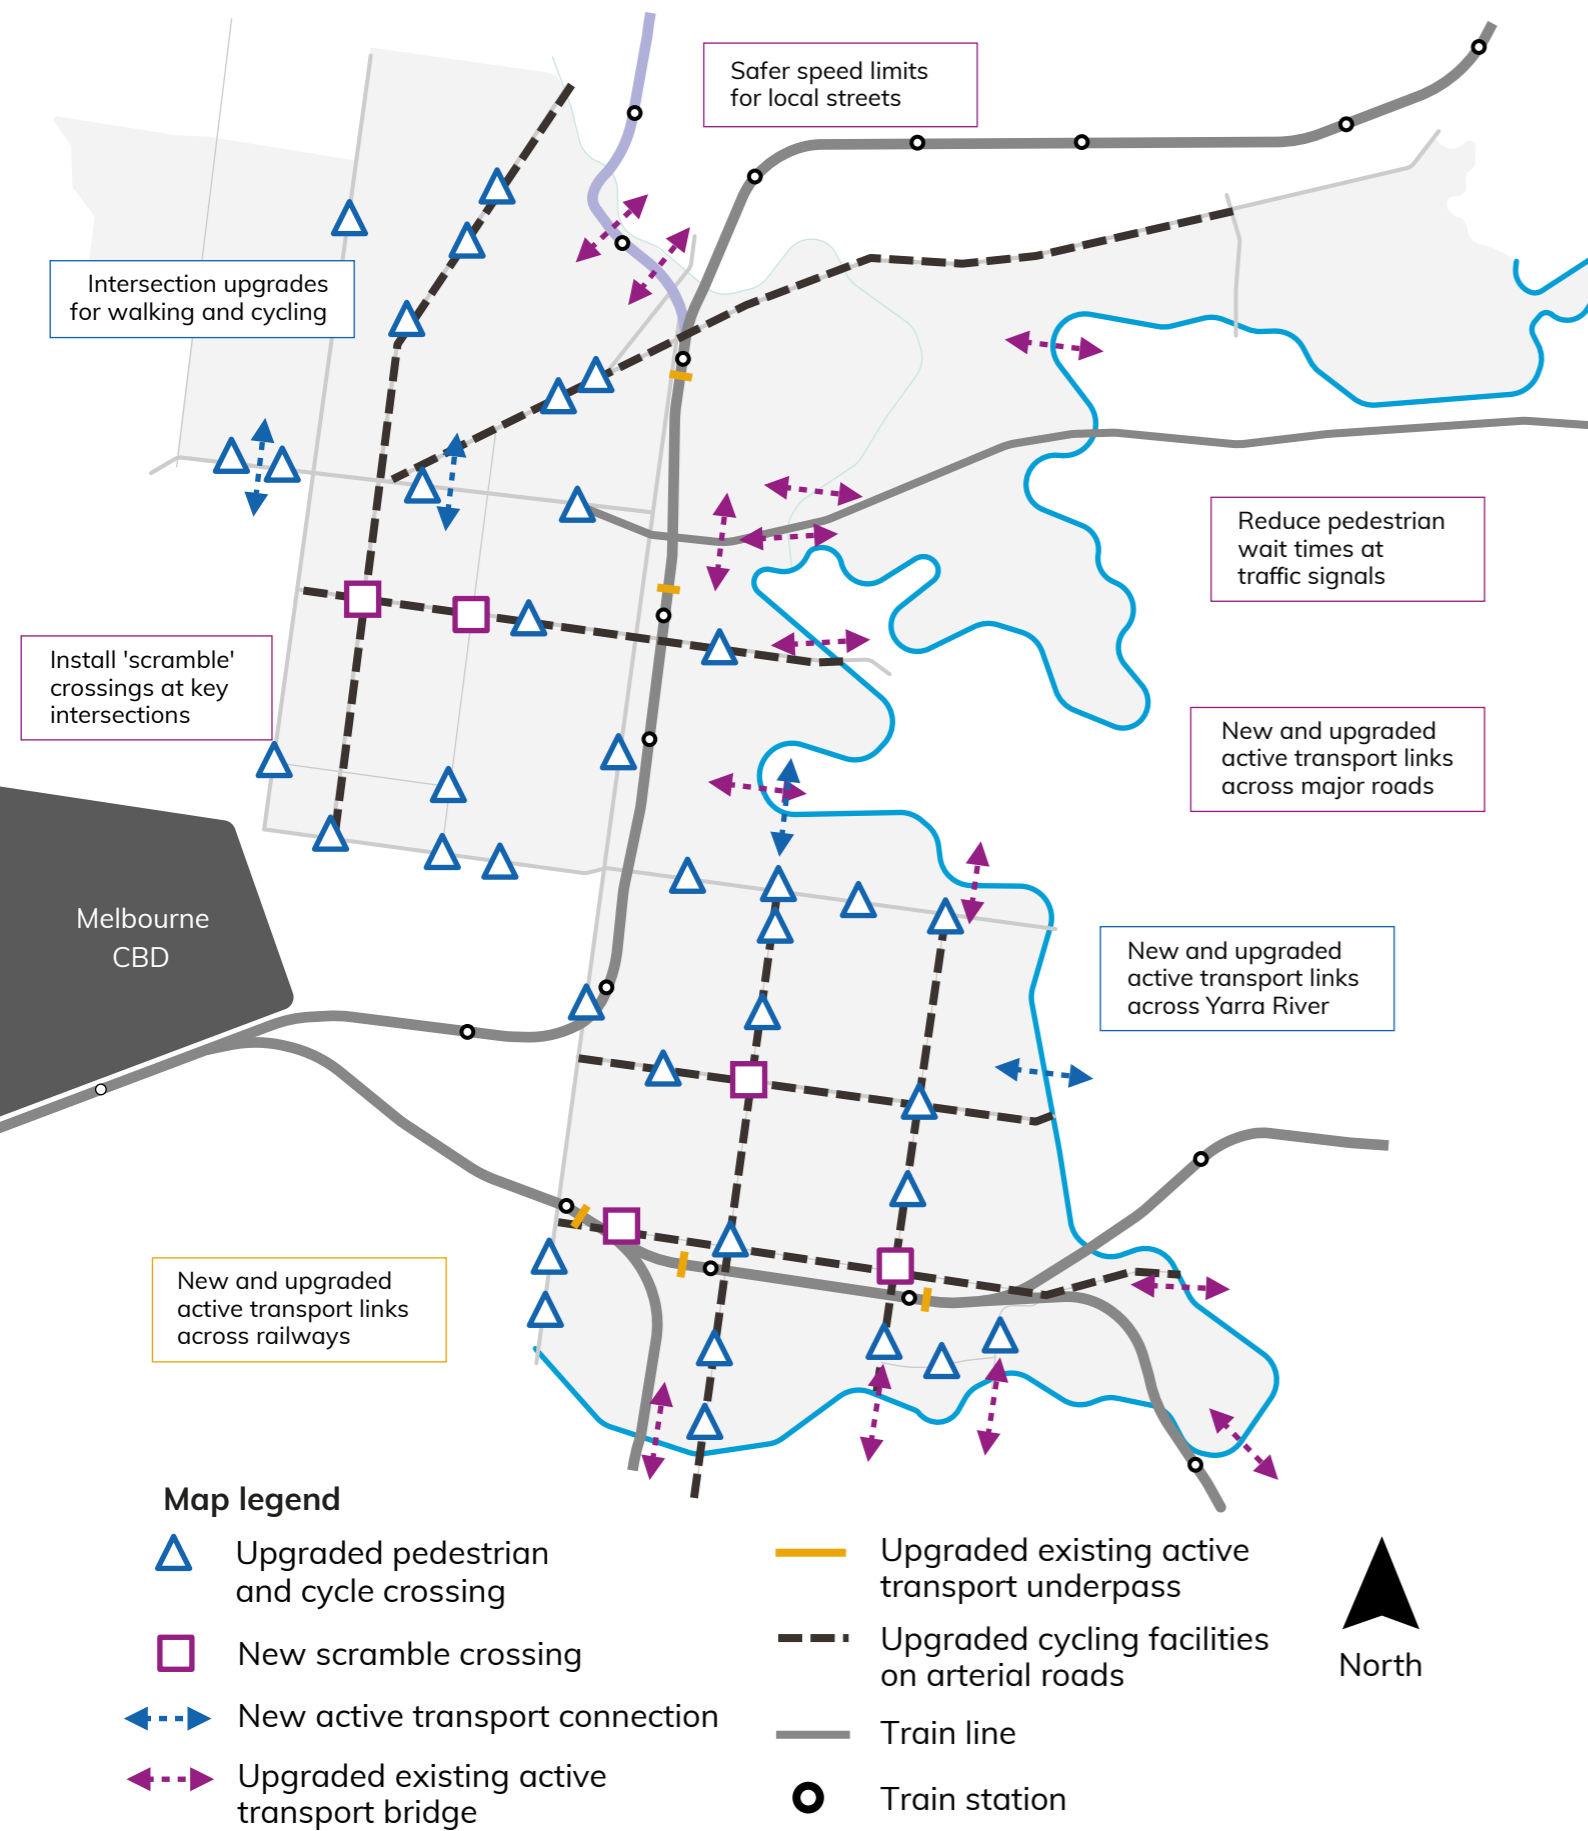 Safer speed limits
for local streets
Intersection upgrades
for walking and cycling
Reduce pedestrian
wait times at
traffic signals
Install 'scramble'
crossings at key
intersections
New and upgraded
active transport links
across major roads
Melbourne
CBD
New and upgraded
active transport links
across Yarra River
New and upgraded
active transport links
across railways
Map legend
Upgraded pedestrian
and cycle crossing
New scramble crossing
New active transport connection
Upgraded existing active
transport bridge
Upgraded existing active
transport underpass
Upgraded cycling facilities
on arterial roads
Train line
Train station
North